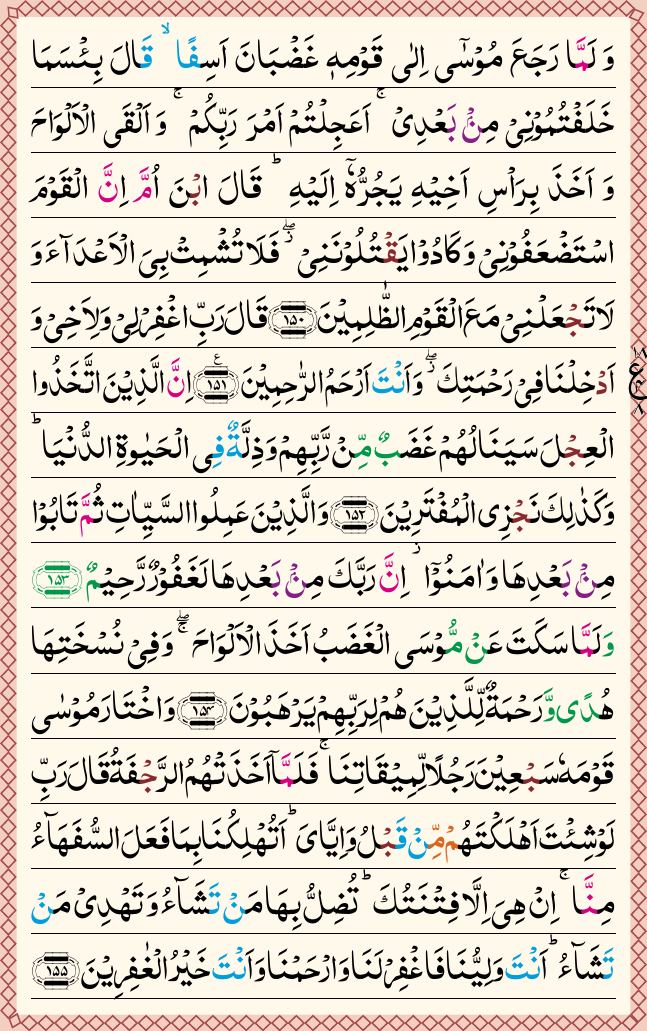 وَ لَمَّا رَجَعَ مُوْسٰۤى اِلٰى قَوْمِهٖ غَضْبَانَ اَسِفًا ۙ قَالَ بِئْسَمَا
خَلَفْتُمُوْنِیْ مِنْۢ بَعْدِیْ ۚ اَعَجِلْتُمْ اَمْرَ رَبِّكُمْ ۚ وَ اَلْقَى الْاَلْوَاحَ
وَ اَخَذَ بِرَاْسِ اَخِیْهِ یَجُرُّهٗۤ اِلَیْهِ ؕ قَالَ ابْنَ اُمَّ اِنَّ الْقَوْمَ
اسْتَضْعَفُوْنِیْ وَ كَادُوْا یَقْتُلُوْنَنِیْ ۖؗ فَلَا تُشْمِتْ بِیَ الْاَعْدَآءَ وَ
لَا تَجْعَلْنِیْ مَعَ الْقَوْمِ الظّٰلِمِیْنَ ﴿۱۵۰﴾ قَالَ رَبِّ اغْفِرْ لِیْ وَ لِاَخِیْ وَ
اَدْخِلْنَا فِیْ رَحْمَتِكَ ۖؗ وَ اَنْتَ اَرْحَمُ الرّٰحِمِیْنَ ﴿۱۵۱﴾ اِنَّ الَّذِیْنَ اتَّخَذُوا
الْعِجْلَ سَیَنَالُهُمْ غَضَبٌ مِّنْ رَّبِّهِمْ وَ ذِلَّةٌ فِی الْحَیٰوةِ الدُّنْیَا ؕ
وَ كَذٰلِكَ نَجْزِی الْمُفْتَرِیْنَ ﴿۱۵۲﴾ وَ الَّذِیْنَ عَمِلُوا السَّیِّاٰتِ ثُمَّ تَابُوْا
مِنْۢ بَعْدِهَا وَ اٰمَنُوْۤا ؗ اِنَّ رَبَّكَ مِنْۢ بَعْدِهَا لَغَفُوْرٌ رَّحِیْمٌ ﴿۱۵۳﴾
وَ لَمَّا سَكَتَ عَنْ مُّوْسَى الْغَضَبُ اَخَذَ الْاَلْوَاحَ ۖۚ وَ فِیْ نُسْخَتِهَا
هُدًى وَّ رَحْمَةٌ لِّلَّذِیْنَ هُمْ لِرَبِّهِمْ یَرْهَبُوْنَ ﴿۱۵۴﴾ وَ اخْتَارَ مُوْسٰى
قَوْمَهٗ سَبْعِیْنَ رَجُلًا لِّمِیْقَاتِنَا ۚ فَلَمَّاۤ اَخَذَتْهُمُ الرَّجْفَةُ قَالَ رَبِّ
لَوْ شِئْتَ اَهْلَكْتَهُمْ مِّنْ قَبْلُ وَ اِیَّایَ ؕ اَتُهْلِكُنَا بِمَا فَعَلَ السُّفَهَآءُ
مِنَّا ۚ اِنْ هِیَ اِلَّا فِتْنَتُكَ ؕ تُضِلُّ بِهَا مَنْ تَشَآءُ وَ تَهْدِیْ مَنْ
تَشَآءُ ؕ اَنْتَ وَلِیُّنَا فَاغْفِرْ لَنَا وَ ارْحَمْنَا وَ اَنْتَ خَیْرُ الْغٰفِرِیْنَ ﴿۱۵۵﴾